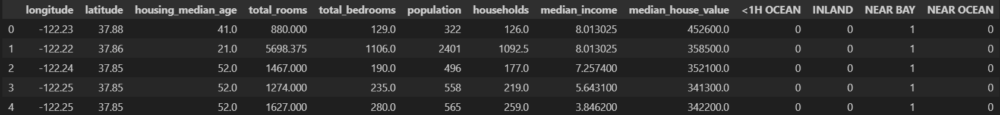 longitude latitude housing_median_age total_rooms total_bedrooms population households median_income median_house_value <1H OCEAN INLAND NEAR BAY NEAR OCEAN
0 -122.23 37.88 41.0 880.000 129.0 322 126.0 8.013025 452600.0 0 0 1 0
1 -122.22 37.86 21.0 5698.375 1106.0 2401 1092.5 8.013025 358500.0 0 0 1 0
2 -122.24 37.85 52.0 1467.000 190.0 496 177.0 7.257400 352100.0 0 0 1 0
3 -122.25 37.85 52.0 1274.000 235.0 558 219.0 5.643100 341300.0 0 0 1 0
4 -122.25 37.85 52.0 1627.000 280.0 565 259.0 3.846200 342200.0 0 0 1 0